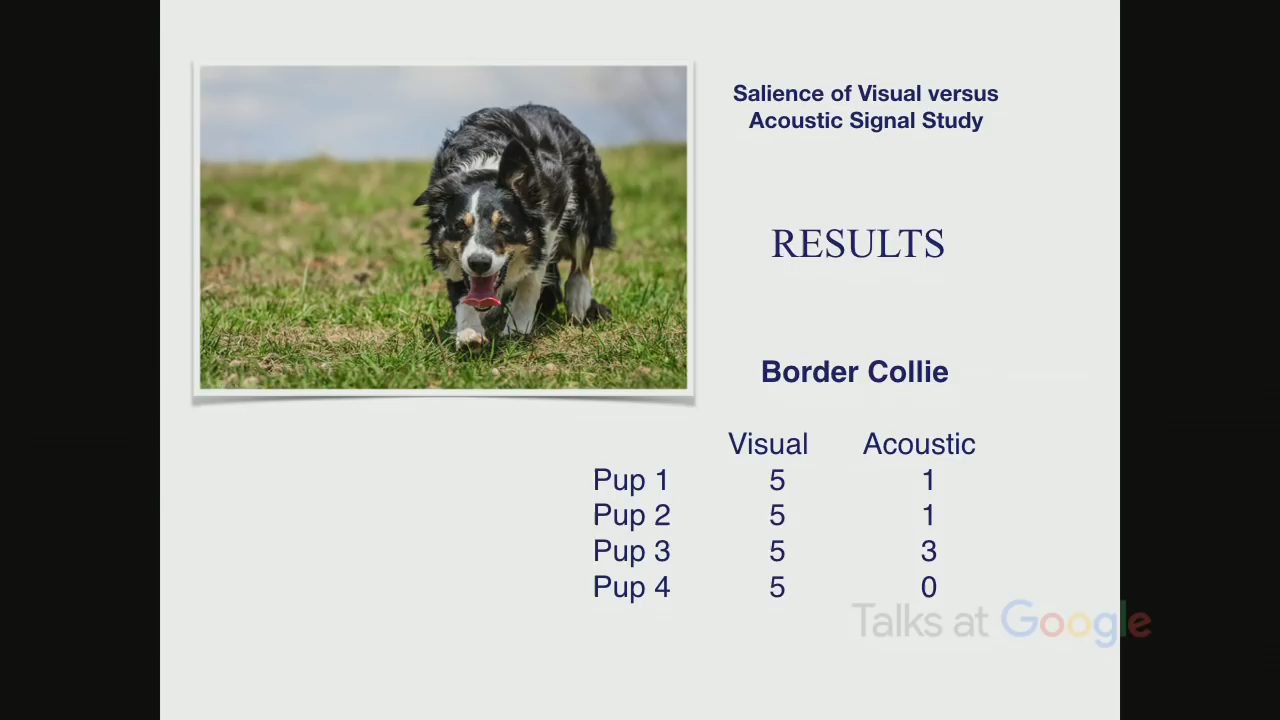 Salience of Visual versus
Acoustic Signal Study
RESULTS
Border Collie
Visual Acoustic
Pup 1 5 1
Pup 2 5 1
Pup 3 5 3
Pup 4 5 0
Talks at Google